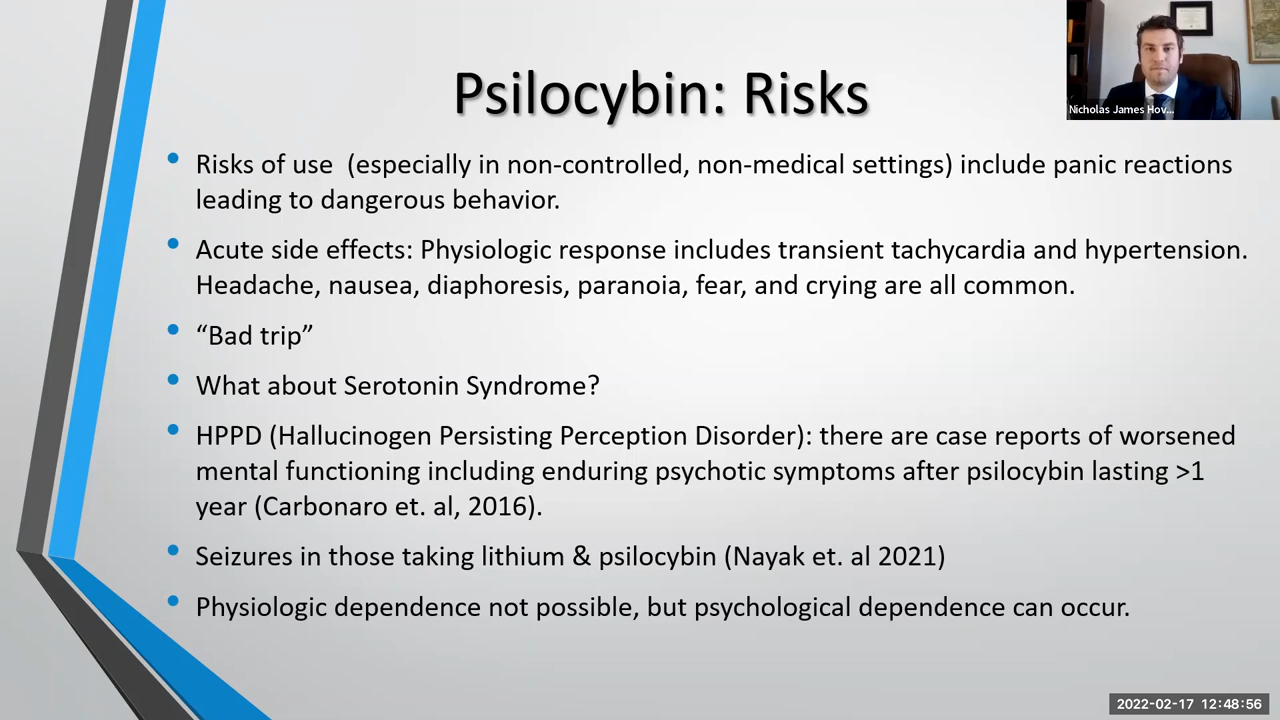 Psilocybin: Risks
Nicholas James Hov...
• Risks of use (especially in non-controlled, non-medical settings) include panic reactions
leading to dangerous behavior.
• Acute side effects: Physiologic response includes transient tachycardia and hypertension.
Headache, nausea, diaphoresis, paranoia, fear, and crying are all common.
• “Bad trip”
• What about Serotonin Syndrome?
• HPPD (Hallucinogen Persisting Perception Disorder): there are case reports of worsened
mental functioning including enduring psychotic symptoms after psilocybin lasting >1
year (Carbonaro et. al, 2016).
• Seizures in those taking lithium & psilocybin (Nayak et. al 2021)
• Physiologic dependence not possible, but psychological dependence can occur.
2022-02-17 12:48:56